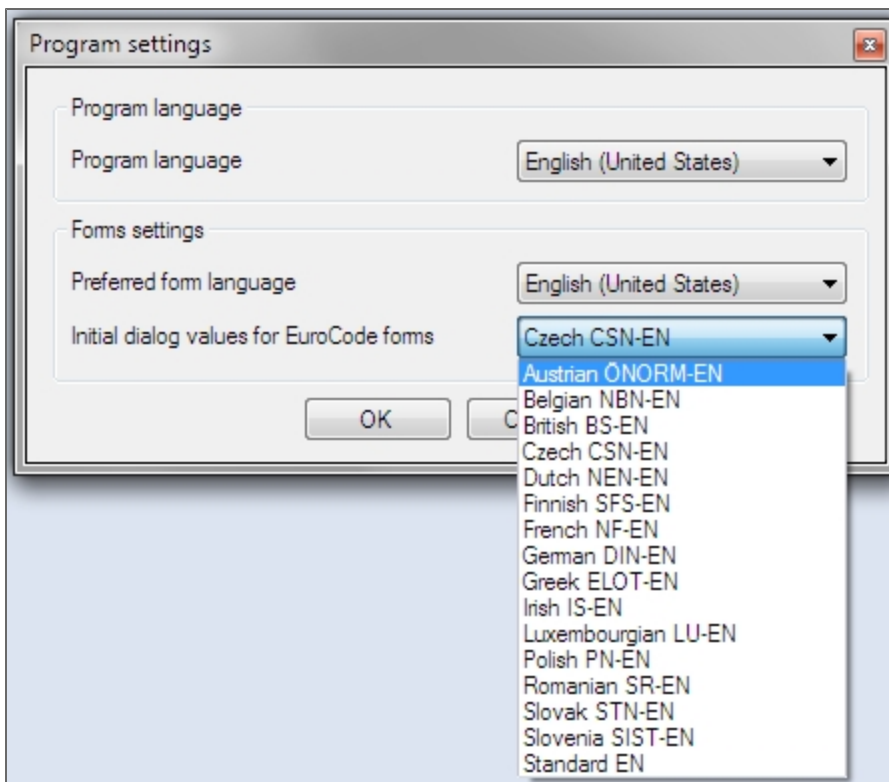 Program settings
Program language
Program language English (United States)
Forms settings
Preferred form language English (United States)
Initial dialog values for EuroCode forms Czech CSN-EN
Austrian ÖNORM-EN
Belgian NBN-EN
British BS-EN
Czech CSN-EN
Dutch NEN-EN
Finnish SFS-EN
French NF-EN
German DIN-EN
Greek ELOT-EN
Irish IS-EN
Luxembourgian LU-EN
Polish PN-EN
Romanian SR-EN
Slovak STN-EN
Slovenia SIST-EN
Standard EN
OK